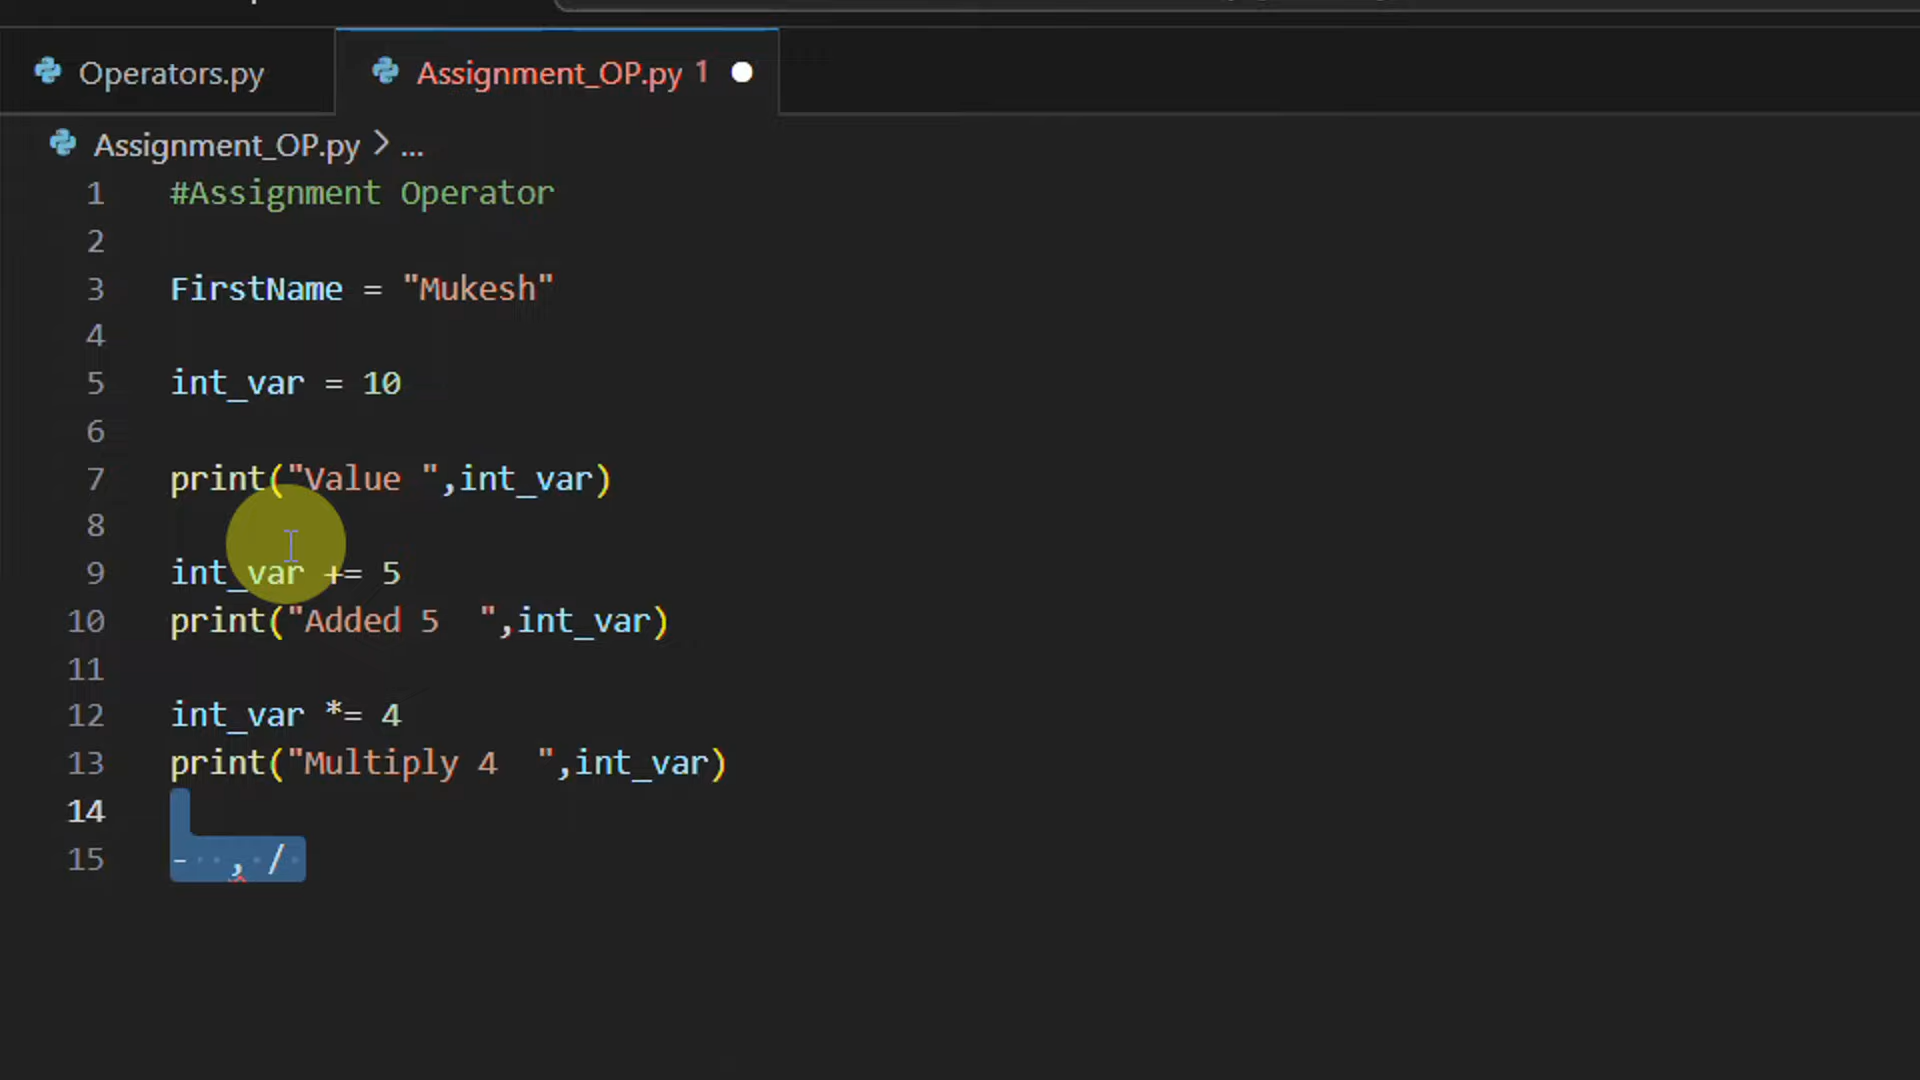 Operators.py
Assignment_OP.py 1
Assignment_OP.py > ...
1 #Assignment Operator
2
3 FirstName = "Mukesh"
4
5 int_var = 10
6
7 print("Value ",int_var)
8
9 int_var += 5
10 print("Added 5  ",int_var)
11
12 int_var *= 4
13 print("Multiply 4  ",int_var)
14
15 -  , /